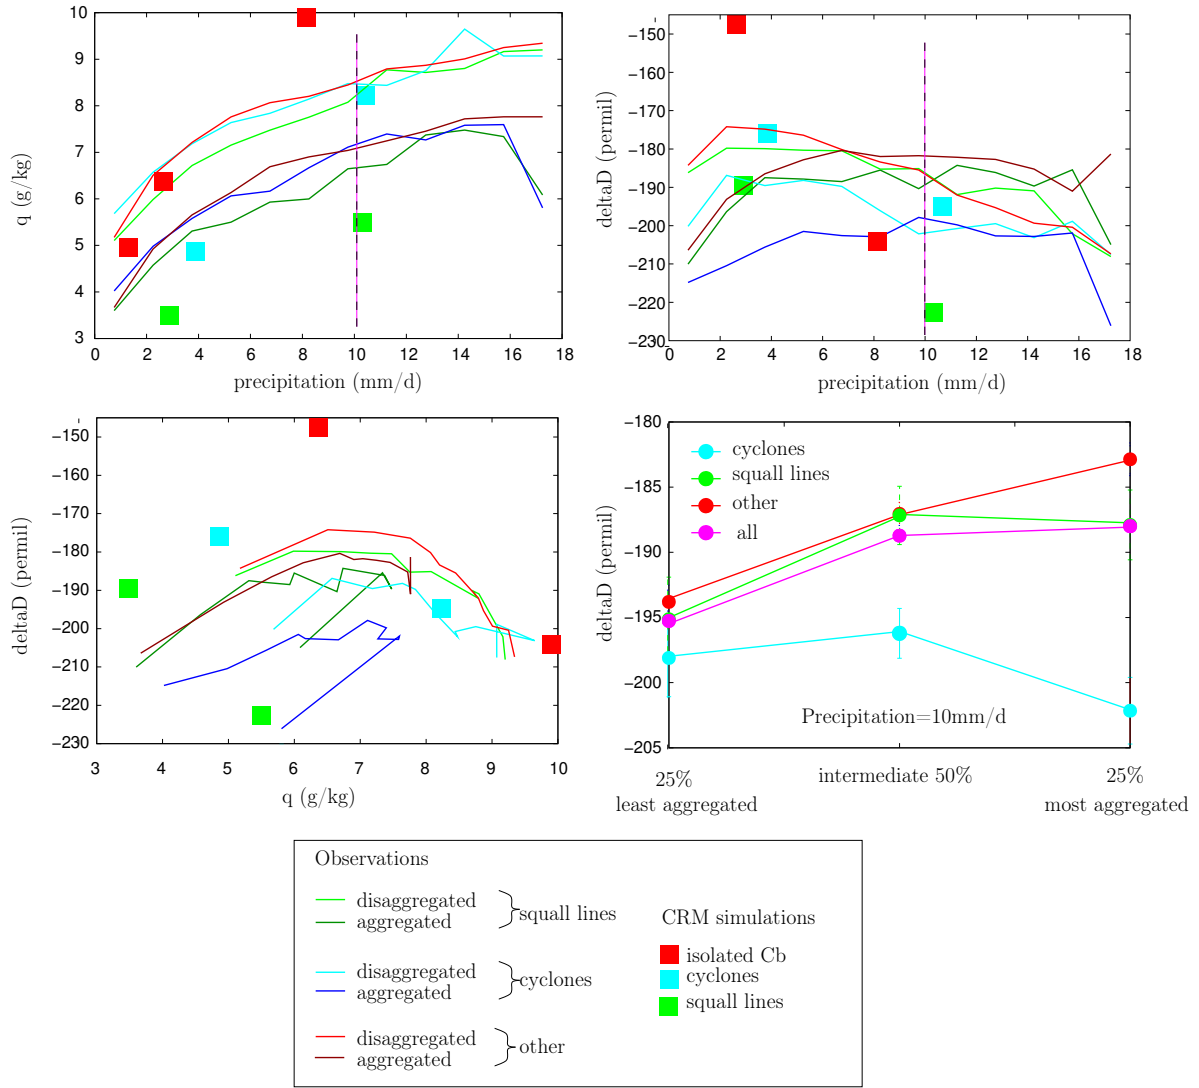 10
9
8
7
6
5
4
3
q (g/kg)
0 2 4 6 8 10 12 14 16 18
precipitation (mm/d)
−150
−160
−170
−180
−190
−200
−210
−220
−230
deltaD (permil)
0 2 4 6 8 10 12 14 16 18
precipitation (mm/d)
−150
−160
−170
−180
−190
−200
−210
−220
−230
deltaD (permil)
3 4 5 6 7 8 9 10
q (g/kg)
−180
−185
−190
−195
−200
−205
deltaD (permil)
cyclones
squall lines
other
all
Precipitation=10mm/d
25% intermediate 50% 25%
least aggregated most aggregated
Observations
disaggregated
aggregated
squall lines
disaggregated
aggregated
cyclones
disaggregated
aggregated
other
CRM simulations
isolated Cb
cyclones
squall lines